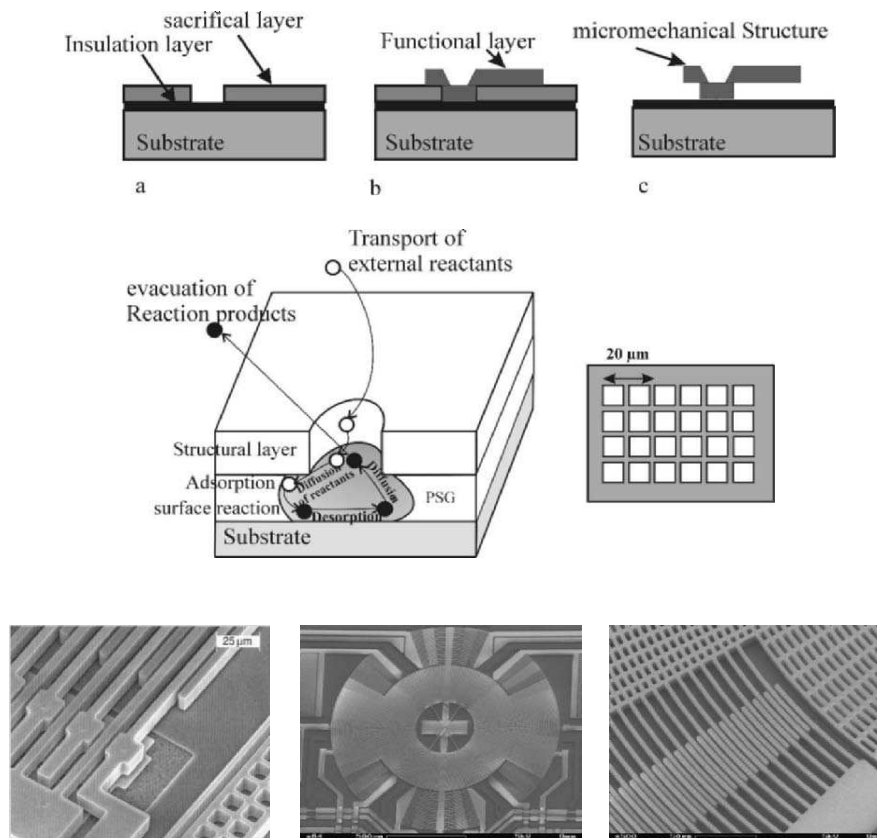 sacrifical layer
Insulation layer
Functional layer
micromechanical Structure
Substrate
Substrate
Substrate
a
b
c
Transport of
external reactants
evacuation of
Reaction products
20 µm
Structural layer
Adsorption
Diffusion
of reactants
Diffusion
surface reaction
Desorption
PSG
Substrate
25 µm